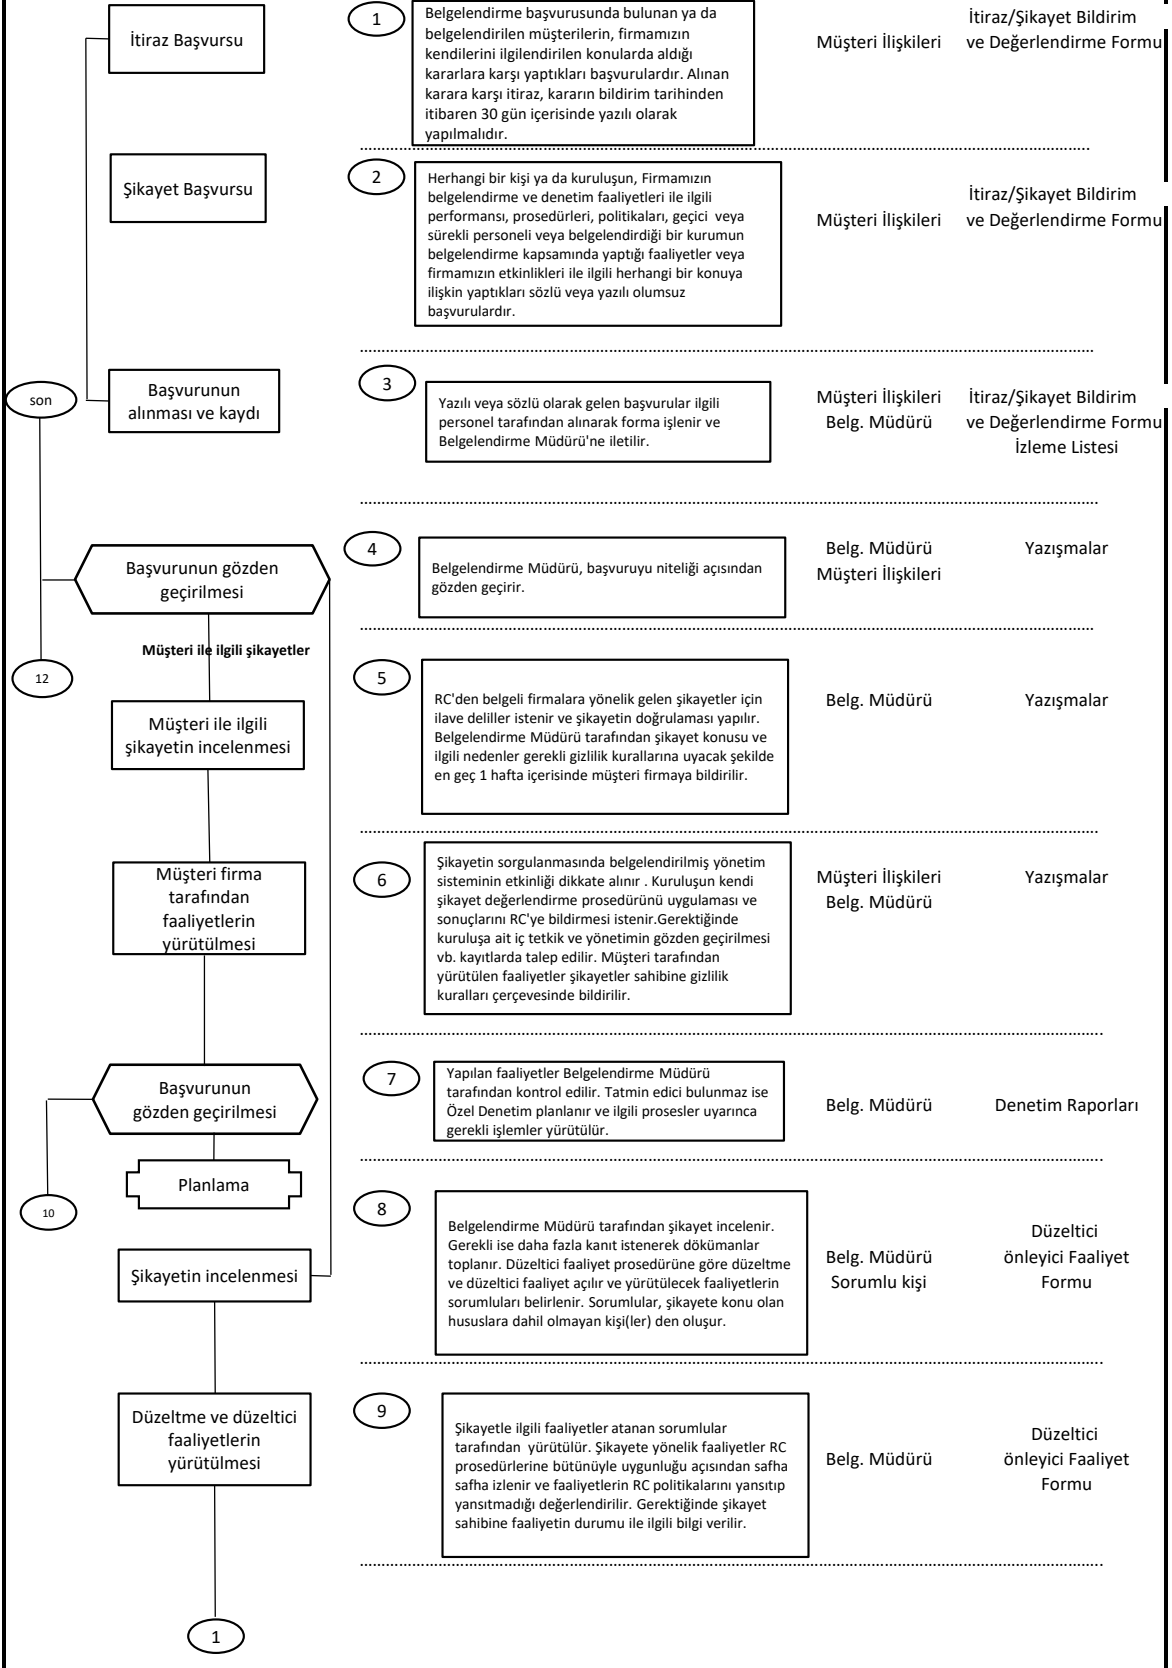 İtiraz Başvursu
1
Belgelendirme başvurusunda bulunan ya da
belgelendirilen müşterilerin, firmamızın
kendilerini ilgilendirilen konularda aldığı
kararlara karşı yaptıkları başvurulardır. Alınan
karara karşı itiraz, kararın bildirim tarihinden
itibaren 30 gün içerisinde yazılı olarak
yapılmalıdır.
Müşteri İlişkileri
İtiraz/Şikayet Bildirim
ve Değerlendirme Formu
Şikayet Başvursu
2
Herhangi bir kişi ya da kuruluşun, Firmamızın
belgelendirme ve denetim faaliyetleri ile ilgili
performansı, prosedürleri, politikaları, geçici veya
sürekli personeli veya belgelendirdiği bir kurumun
belgelendirme kapsamında yaptığı faaliyetler veya
firmamızın etkinlikleri ile ilgili herhangi bir konuya
ilişkin yaptıkları sözlü veya yazılı olumsuz
başvurulardır.
Müşteri İlişkileri
İtiraz/Şikayet Bildirim
ve Değerlendirme Formu
son
Başvurunun
alınması ve kaydı
3
Yazılı veya sözlü olarak gelen başvurular ilgili
personel tarafından alınarak forma işlenir ve
Belgelendirme Müdürü'ne iletilir.
Müşteri İlişkileri
Belg. Müdürü
İtiraz/Şikayet Bildirim
ve Değerlendirme Formu
İzleme Listesi
Başvurunun gözden
geçirilmesi
4
Belgelendirme Müdürü, başvuruyu niteliği açısından
gözden geçirir.
Belg. Müdürü
Müşteri İlişkileri
Yazışmalar
Müşteri ile ilgili şikayetler
12
Müşteri ile ilgili
şikayetin incelenmesi
5
RC'den belgeli firmalara yönelik gelen şikayetler için
ilave deliller istenir ve şikayetin doğrulaması yapılır.
Belgelendirme Müdürü tarafından şikayet konusu ve
ilgili nedenler gerekli gizlilik kurallarına uyacak şekilde
en geç 1 hafta içerisinde müşteri firmaya bildirilir.
Belg. Müdürü
Yazışmalar
Müşteri firma
tarafından
faaliyetlerin
yürütülmesi
6
Şikayetin sorgulanmasında belgelendirilmiş yönetim
sisteminin etkinliği dikkate alınır . Kuruluşun kendi
şikayet değerlendirme prosedürünü uygulaması ve
sonuçlarını RC'ye bildirmesi istenir.Gerektiğinde
kuruluşa ait iç tetkik ve yönetimin gözden geçirilmesi
vb. kayıtlarda talep edilir. Müşteri tarafından
yürütülen faaliyetler şikayetler sahibine gizlilik
kuralları çerçevesinde bildirilir.
Müşteri İlişkileri
Belg. Müdürü
Yazışmalar
Başvurunun
gözden geçirilmesi
7
Yapılan faaliyetler Belgelendirme Müdürü
tarafından kontrol edilir. Tatmin edici bulunmaz ise
Özel Denetim planlanır ve ilgili prosesler uyarınca
gerekli işlemler yürütülür.
Belg. Müdürü
Denetim Raporları
Planlama
10
8
Belgelendirme Müdürü tarafından şikayet incelenir.
Gerekli ise daha fazla kanıt istenerek dökümanlar
toplanır. Düzeltici faaliyet prosedürüne göre düzeltme
ve düzeltici faaliyet açılır ve yürütülecek faaliyetlerin
sorumluları belirlenir. Sorumlular, şikayete konu olan
hususlara dahil olmayan kişi(ler) den oluşur.
Şikayetin incelenmesi
Belg. Müdürü
Sorumlu kişi
Düzeltici
önleyici Faaliyet
Formu
Düzeltme ve düzeltici
faaliyetlerin
yürütülmesi
9
Şikayetle ilgili faaliyetler atanan sorumlular
tarafından yürütülür. Şikayete yönelik faaliyetler RC
prosedürlerine bütünüyle uygunluğu açısından safha
safha izlenir ve faaliyetlerin RC politikalarını yansıtıp
yansıtmadığı değerlendirilir. Gerektiğinde şikayet
sahibine faaliyetin durumu ile ilgili bilgi verilir.
Belg. Müdürü
Düzeltici
önleyici Faaliyet
Formu
1